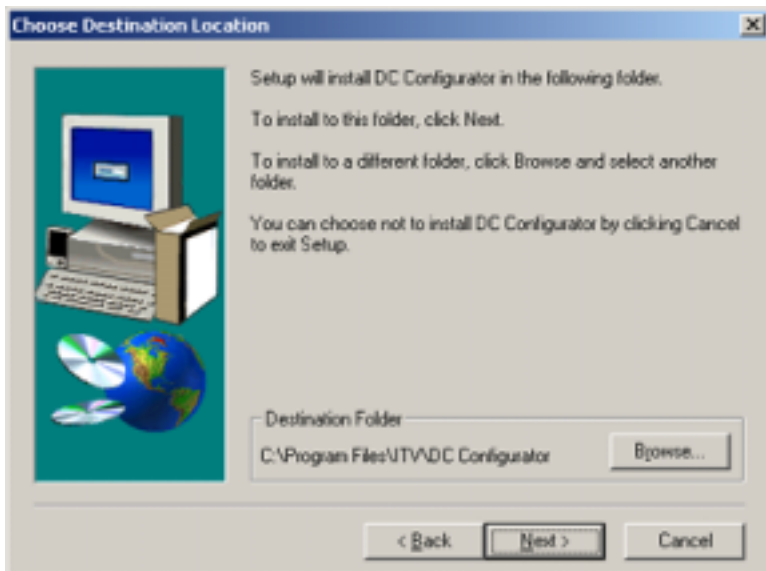 Choose Destination Location
Setup will install DC Configurator in the following folder.
To install to this folder, click Next.
To install to a different folder, click Browse and select another
folder.
You can choose not to install DC Configurator by clicking Cancel
to exit Setup.
Destination Folder
C:\Program Files\ITV\DC Configurator
Browse...
< Back
Next >
Cancel